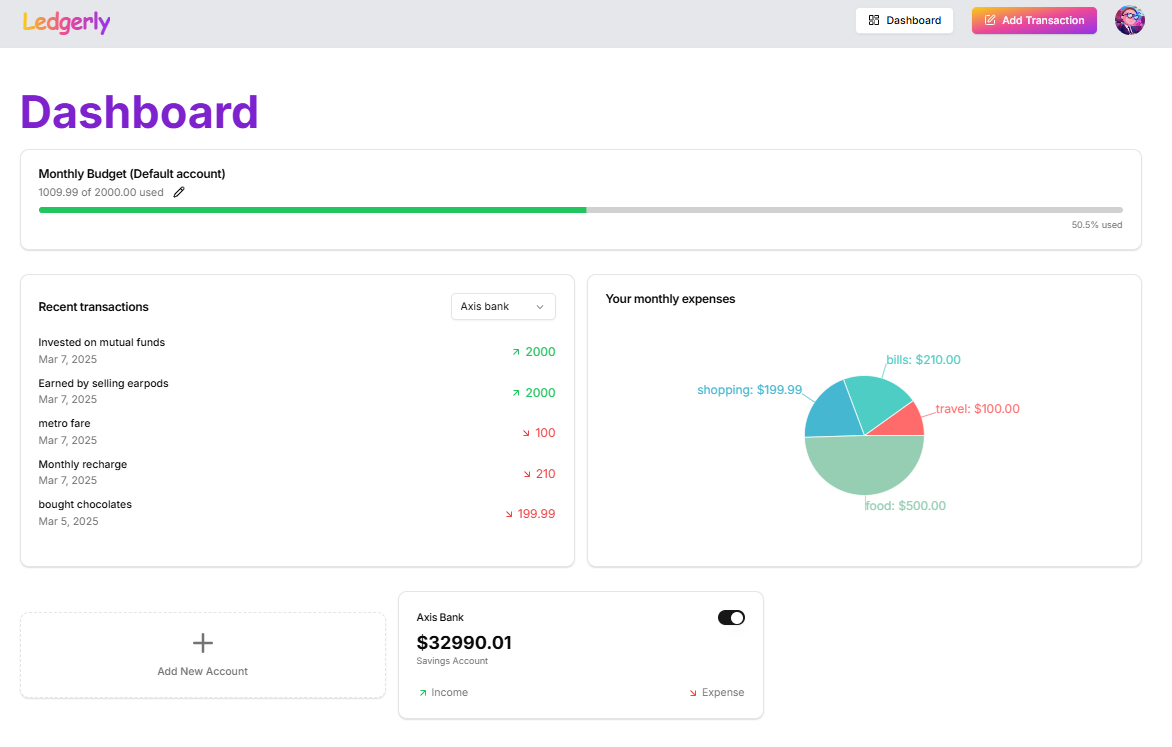 Ledgerly
Dashboard
Add Transaction
Dashboard
Monthly Budget (Default account)
1009.99 of 2000.00 used
50.5% used
Recent transactions
Axis bank
Invested on mutual funds
Mar 7, 2025
2000
Earned by selling earpods
Mar 7, 2025
2000
metro fare
Mar 7, 2025
100
Monthly recharge
Mar 7, 2025
210
bought chocolates
Mar 5, 2025
199.99
Your monthly expenses
bills: $210.00
shopping: $199.99
travel: $100.00
food: $500.00
Add New Account
Axis Bank
$32990.01
Savings Account
Income
Expense